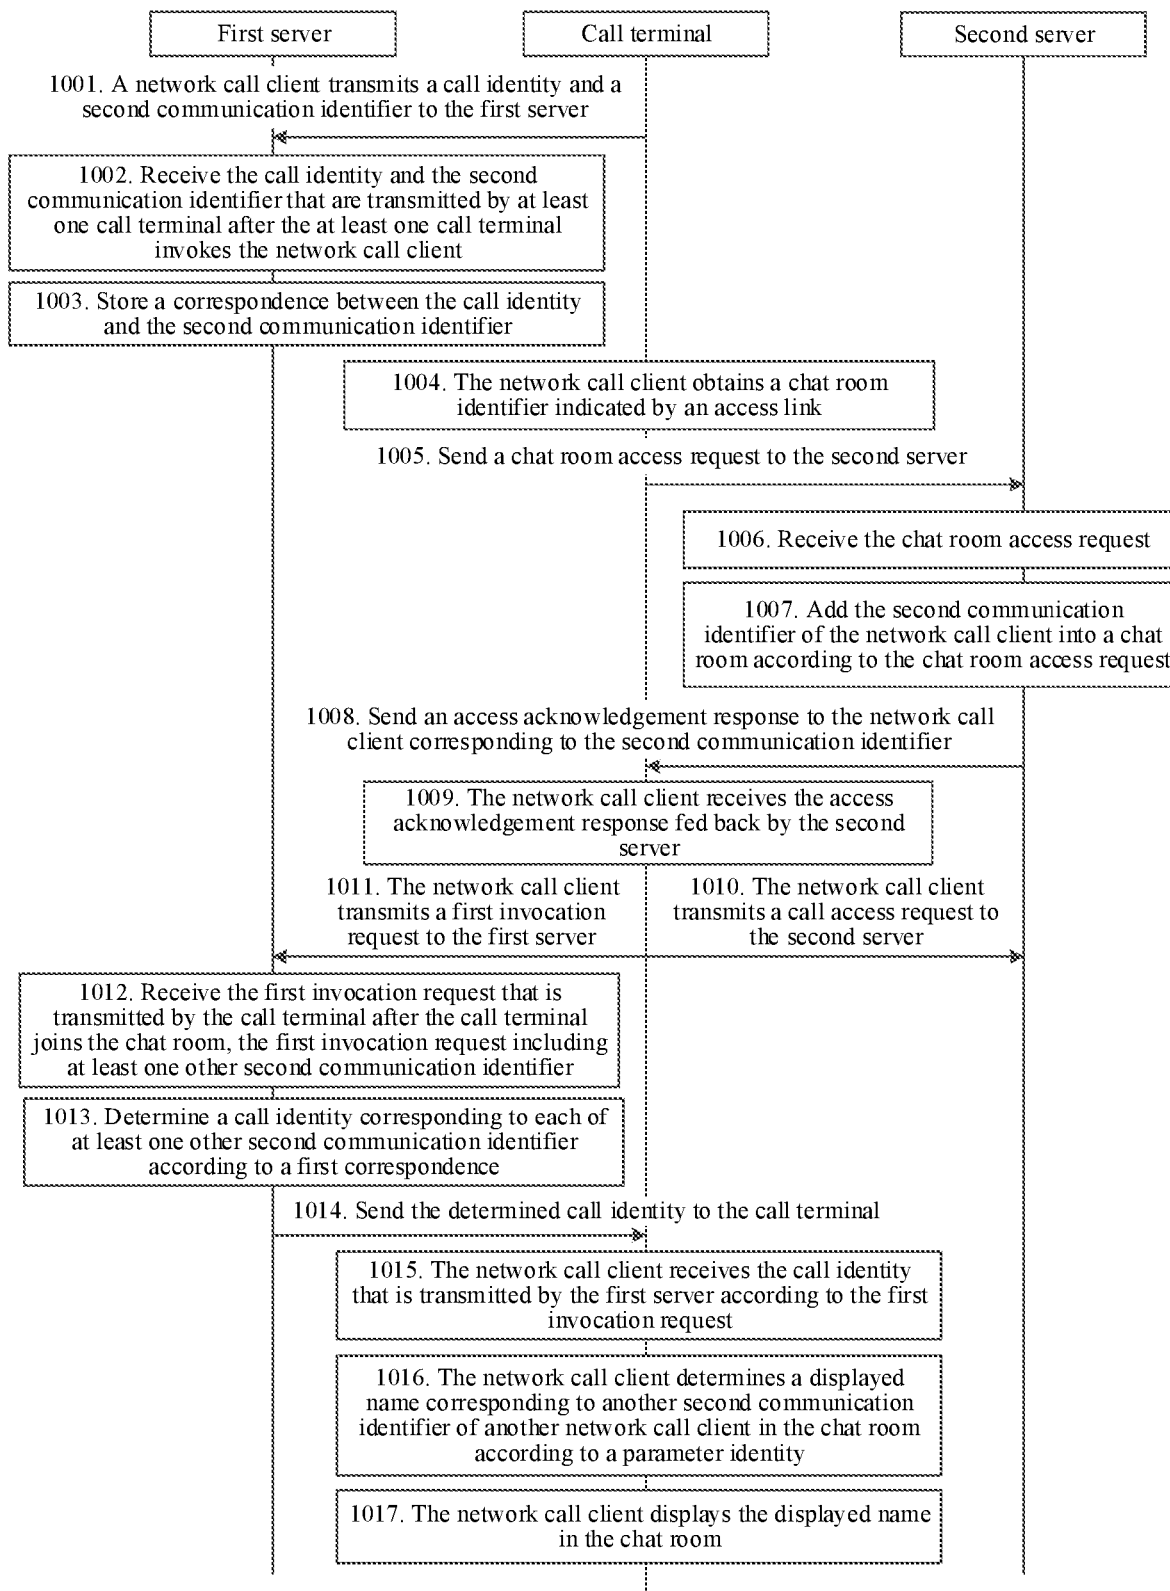 First server
Call terminal
Second server
1001. A network call client transmits a call identity and a
second communication identifier to the first server
1002. Receive the call identity and the second
communication identifier that are transmitted by at least
one call terminal after the at least one call terminal
invokes the network call client
1003. Store a correspondence between the call identity
and the second communication identifier
1004. The network call client obtains a chat room
identifier indicated by an access link
1005. Send a chat room access request to the second server
1006. Receive the chat room access request
1007. Add the second communication
identifier of the network call client into a chat
room according to the chat room access request
1008. Send an access acknowledgement response to the network call
client corresponding to the second communication identifier
1009. The network call client receives the access
acknowledgement response fed back by the second
server
1011. The network call client
transmits a first invocation
request to the first server
1010. The network call client
transmits a call access request to
the second server
1012. Receive the first invocation request that is
transmitted by the call terminal after the call terminal
joins the chat room, the first invocation request including
at least one other second communication identifier
1013. Determine a call identity corresponding to each of
at least one other second communication identifier
according to a first correspondence
1014. Send the determined call identity to the call terminal
1015. The network call client receives the call identity
that is transmitted by the first server according to the first
invocation request
1016. The network call client determines a displayed
name corresponding to another second communication
identifier of another network call client in the chat room
according to a parameter identity
1017. The network call client displays the displayed name
in the chat room